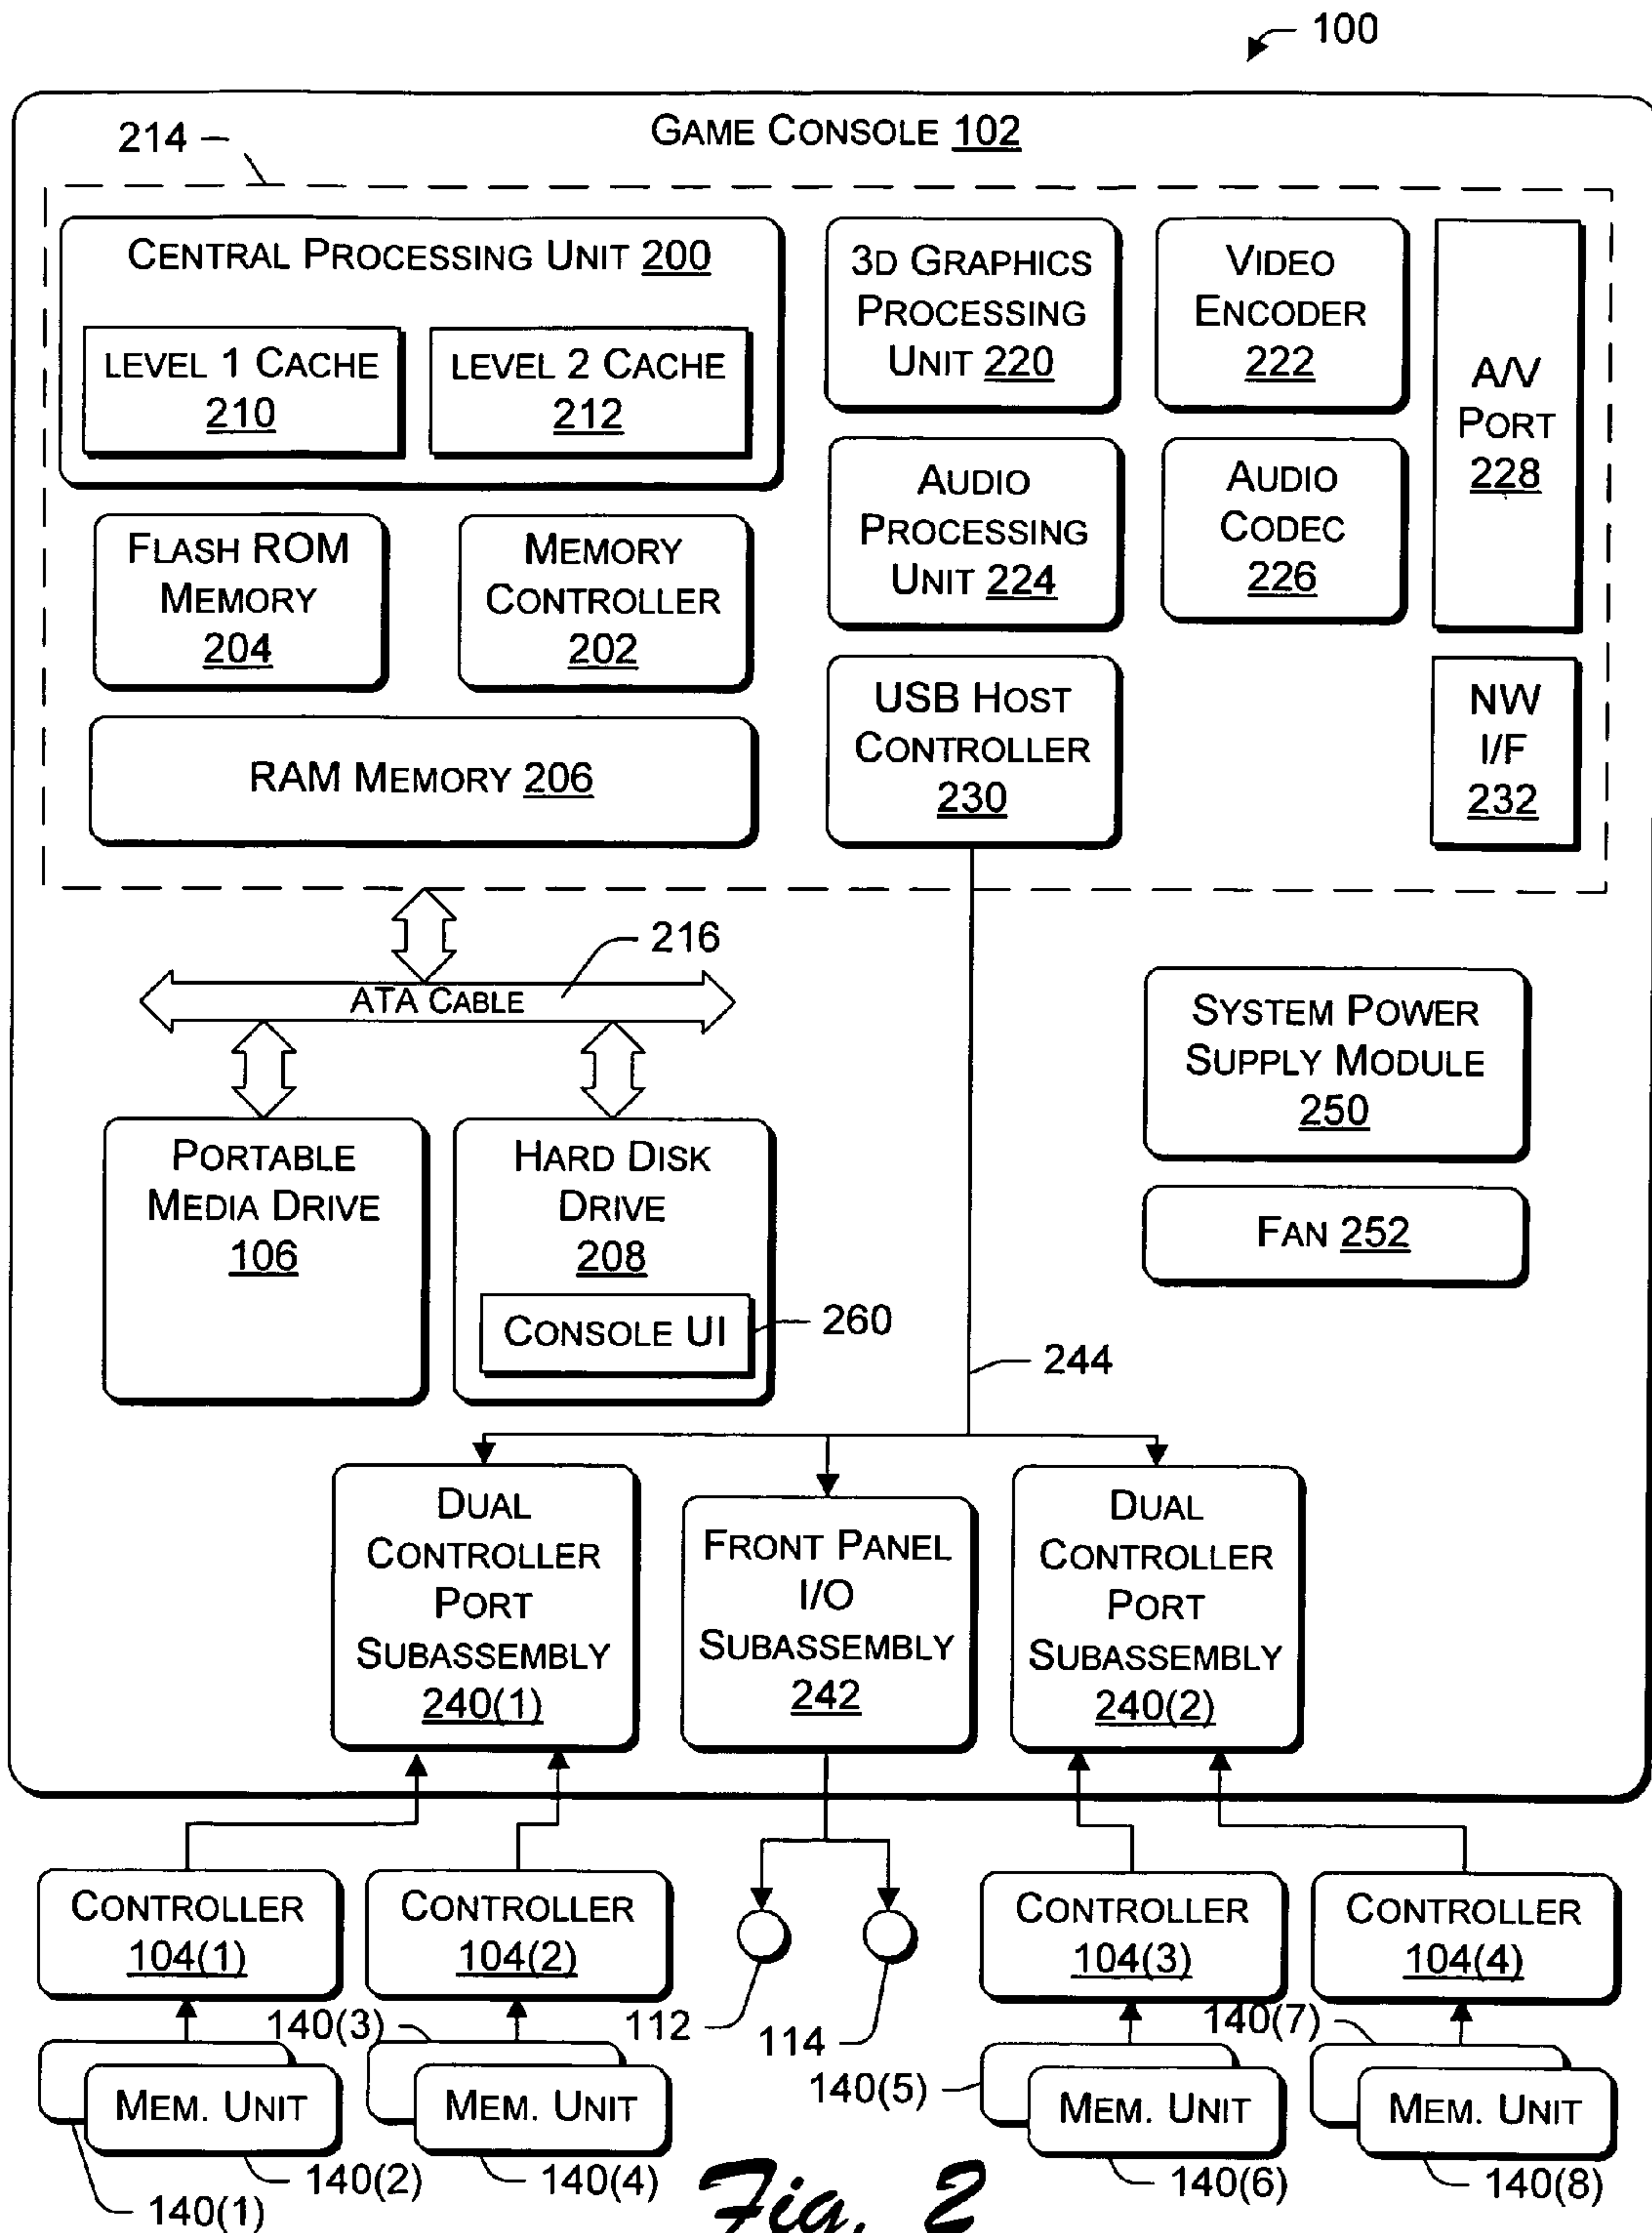 100
GAME CONSOLE 102
214
CENTRAL PROCESSING UNIT 200
LEVEL 1 CACHE
210
LEVEL 2 CACHE
212
3D GRAPHICS
PROCESSING
UNIT 220
VIDEO
ENCODER
222
A/V
PORT
228
FLASH ROM
MEMORY
204
MEMORY
CONTROLLER
202
AUDIO
PROCESSING
UNIT 224
AUDIO
CODEC
226
RAM MEMORY 206
USB HOST
CONTROLLER
230
NW
I/F
232
216
ATA CABLE
PORTABLE
MEDIA DRIVE
106
HARD DISK
DRIVE
208
CONSOLE UI
260
SYSTEM POWER
SUPPLY MODULE
250
FAN 252
244
DUAL
CONTROLLER
PORT
SUBASSEMBLY
240(1)
FRONT PANEL
I/O
SUBASSEMBLY
242
DUAL
CONTROLLER
PORT
SUBASSEMBLY
240(2)
CONTROLLER
104(1)
CONTROLLER
104(2)
CONTROLLER
104(3)
CONTROLLER
104(4)
140(3)
112
114
140(7)
140(5)
MEM. UNIT
MEM. UNIT
MEM. UNIT
MEM. UNIT
140(1)
140(2)
140(4)
140(6)
140(8)
Fig. 2